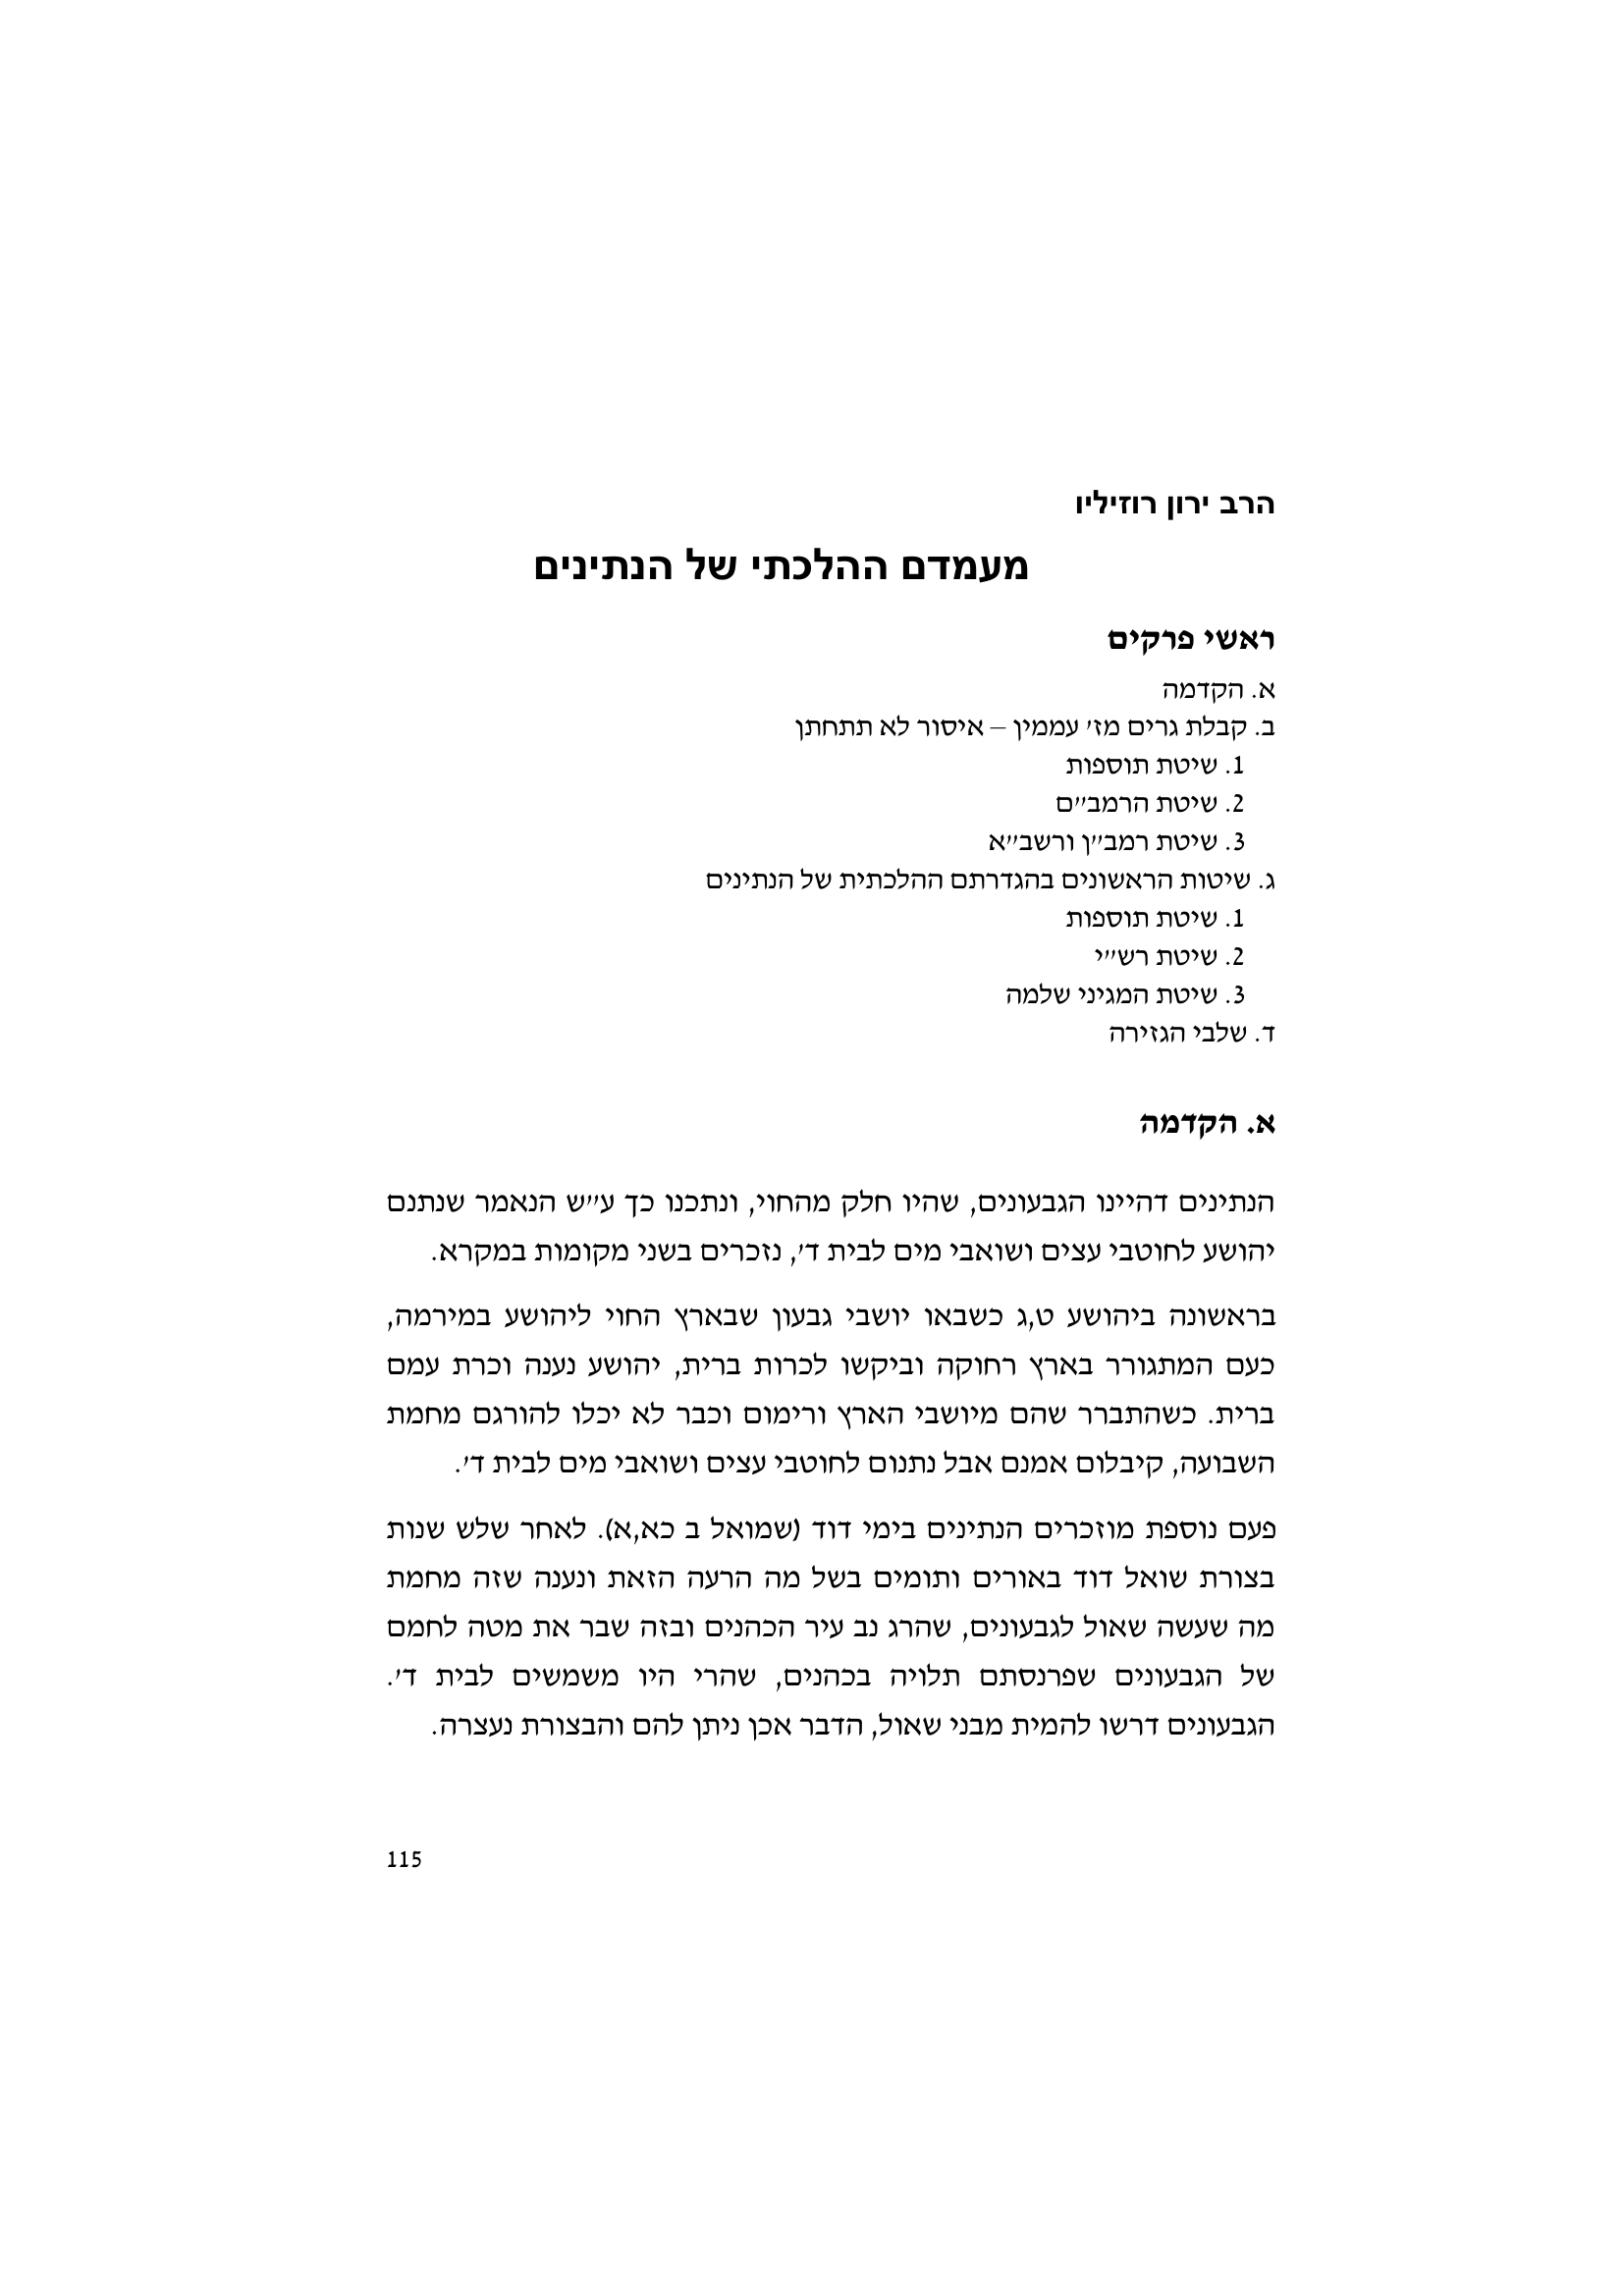 הרב ירון רוזיליו
מעמדם ההלכתי של הנתינים
ראשי פרקים
א. הקדמה
ב. קבלת גרים מז' עממין – איסור לא תתחתן
1. שיטת תוספות
2. שיטת הרמב"ם
3. שיטת רמב"ן ורשב"א
ג. שיטות הראשונים בהגדרתם ההלכתית של הנתינים
1. שיטת תוספות
2. שיטת רש"י
3. שיטת המגיני שלמה
ד. שלבי הגזירה
א. הקדמה
הנתינים דהיינו הגבעונים, שהיו חלק מהחוי, ונתכנו כך ע"ש הנאמר שנתנם
יהושע לחוטבי עצים ושואבי מים לבית ד', נזכרים בשני מקומות במקרא.
בראשונה ביהושע ט,ג כשבאו יושבי גבעון שבארץ החוי ליהושע במירמה,
כעם המתגורר בארץ רחוקה וביקשו לכרות ברית, יהושע נענה וכרת עמם
ברית. כשהתברר שהם מיושבי הארץ ורימום וכבר לא יכלו להורגם מחמת
השבועה, קיבלום אמנם אבל נתנום לחוטבי עצים ושואבי מים לבית ד'.
פעם נוספת מוזכרים הנתינים בימי דוד (שמואל ב כא,א). לאחר שלש שנות
בצורת שואל דוד באורים ותומים בשל מה הרעה הזאת ונענה שזה מחמת
מה שעשה שאול לגבעונים, שהרג נב עיר הכהנים ובזה שבר את מטה לחמם
של הגבעונים שפרנסתם תלויה בכהנים, שהרי היו משמשים לבית ד'.
הגבעונים דרשו להמית מבני שאול, הדבר אכן ניתן להם והבצורת נעצרה.
115